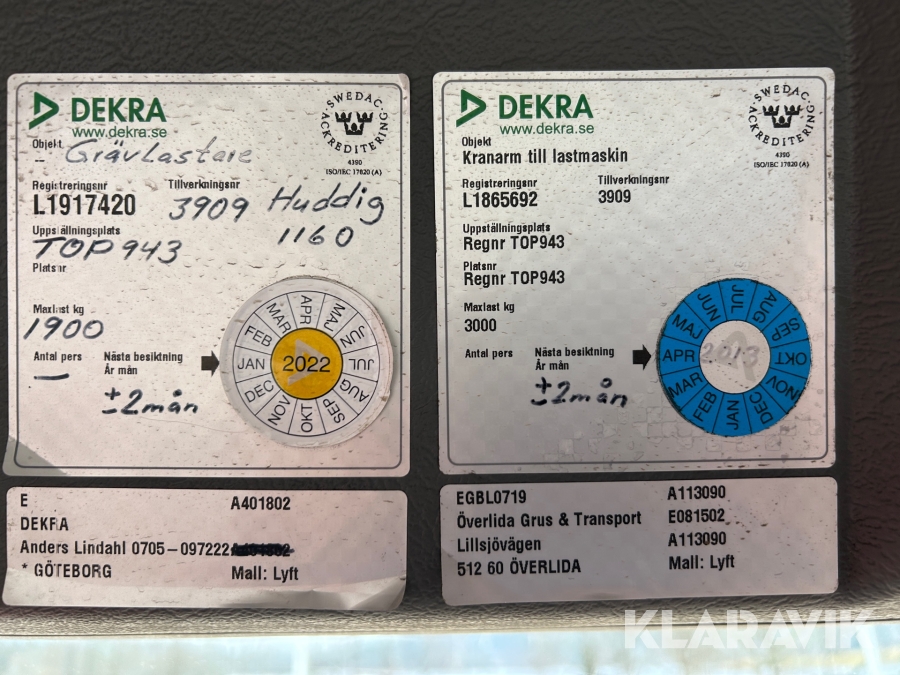 DEKRA
www.dekra.se
SWEDAC ACKREDITERING
4390
ISO/IEC 17020 (A)
Objekt
Grävlastare
Registreringsnr
L1917420
Tillverkningsnr
3909 Huddig
1160
Uppställningsplats
TOP943
Platsnr
Maxlast kg
1900
Antal pers
—
Nästa besiktning
År mån
±2mån
JAN FEB MAR APR MAJ JUN JUL AUG SEP OKT NOV DEC
2022
E
A401802
DEKRA
Anders Lindahl 0705-097222
* GÖTEBORG
Mall: Lyft
DEKRA
www.dekra.se
SWEDAC ACKREDITERING
4390
ISO/IEC 17020 (A)
Objekt
Kranarm till lastmaskin
Registreringsnr
L1865692
Tillverkningsnr
3909
Uppställningsplats
Regnr TOP943
Platsnr
Regnr TOP943
Maxlast kg
3000
Antal pers
Nästa besiktning
År mån
±2mån
APR MAJ JUN JUL AUG SEP OKT NOV DEC JAN FEB MAR
2013
EGBL0719
A113090
Överlida Grus & Transport
E081502
Lillsjövägen
A113090
512 60 ÖVERLIDA
Mall: Lyft
KLARAVIK